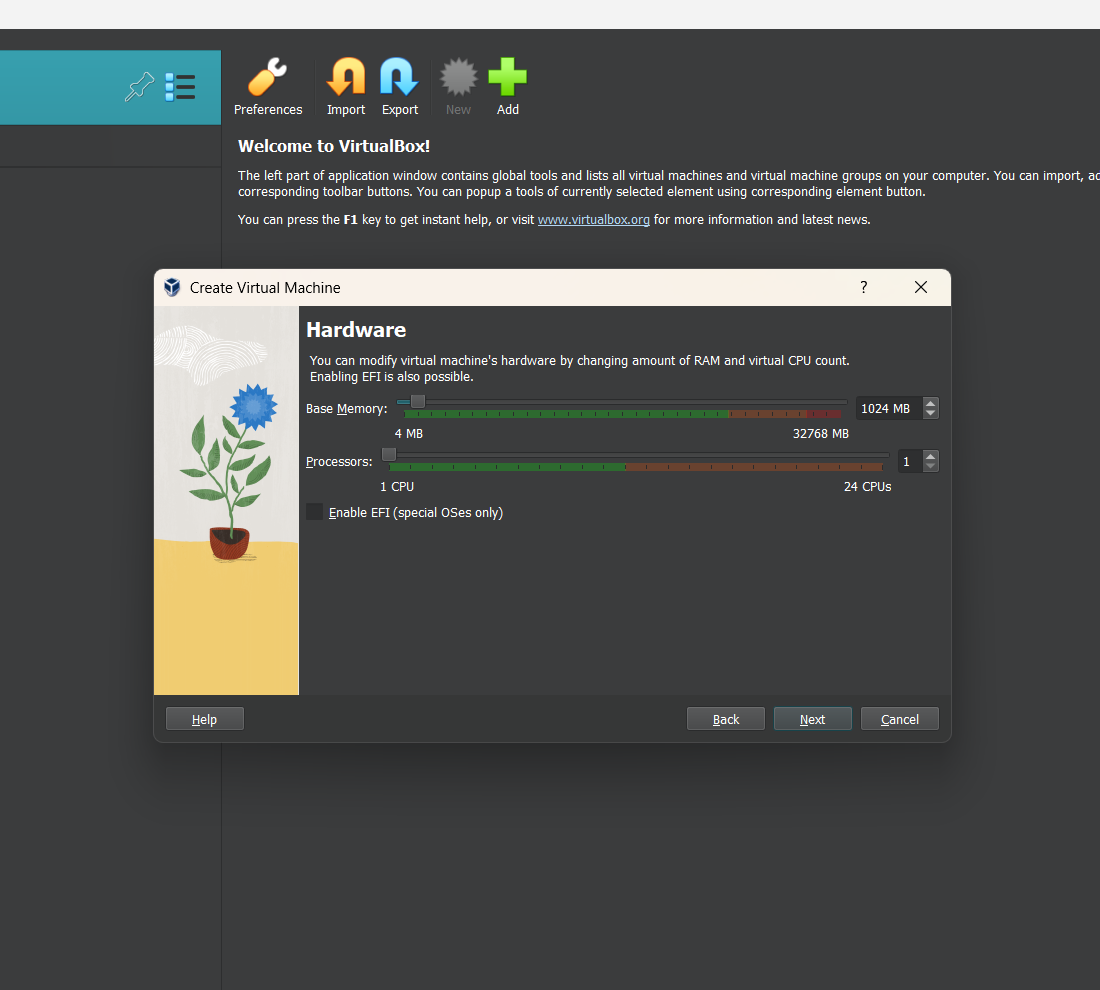 Preferences
Import
Export
New
Add
Welcome to VirtualBox!
The left part of application window contains global tools and lists all virtual machines and virtual machine groups on your computer. You can import,
corresponding toolbar buttons. You can popup a tools of currently selected element using corresponding element button.
You can press the F1 key to get instant help, or visit www.virtualbox.org for more information and latest news.
Create Virtual Machine
?
Hardware
You can modify virtual machine's hardware by changing amount of RAM and virtual CPU count.
Enabling EFI is also possible.
Base Memory:
1024 MB
4 MB
32768 MB
Processors:
1
1 CPU
24 CPUs
Enable EFI (special OSes only)
Help
Back
Next
Cancel